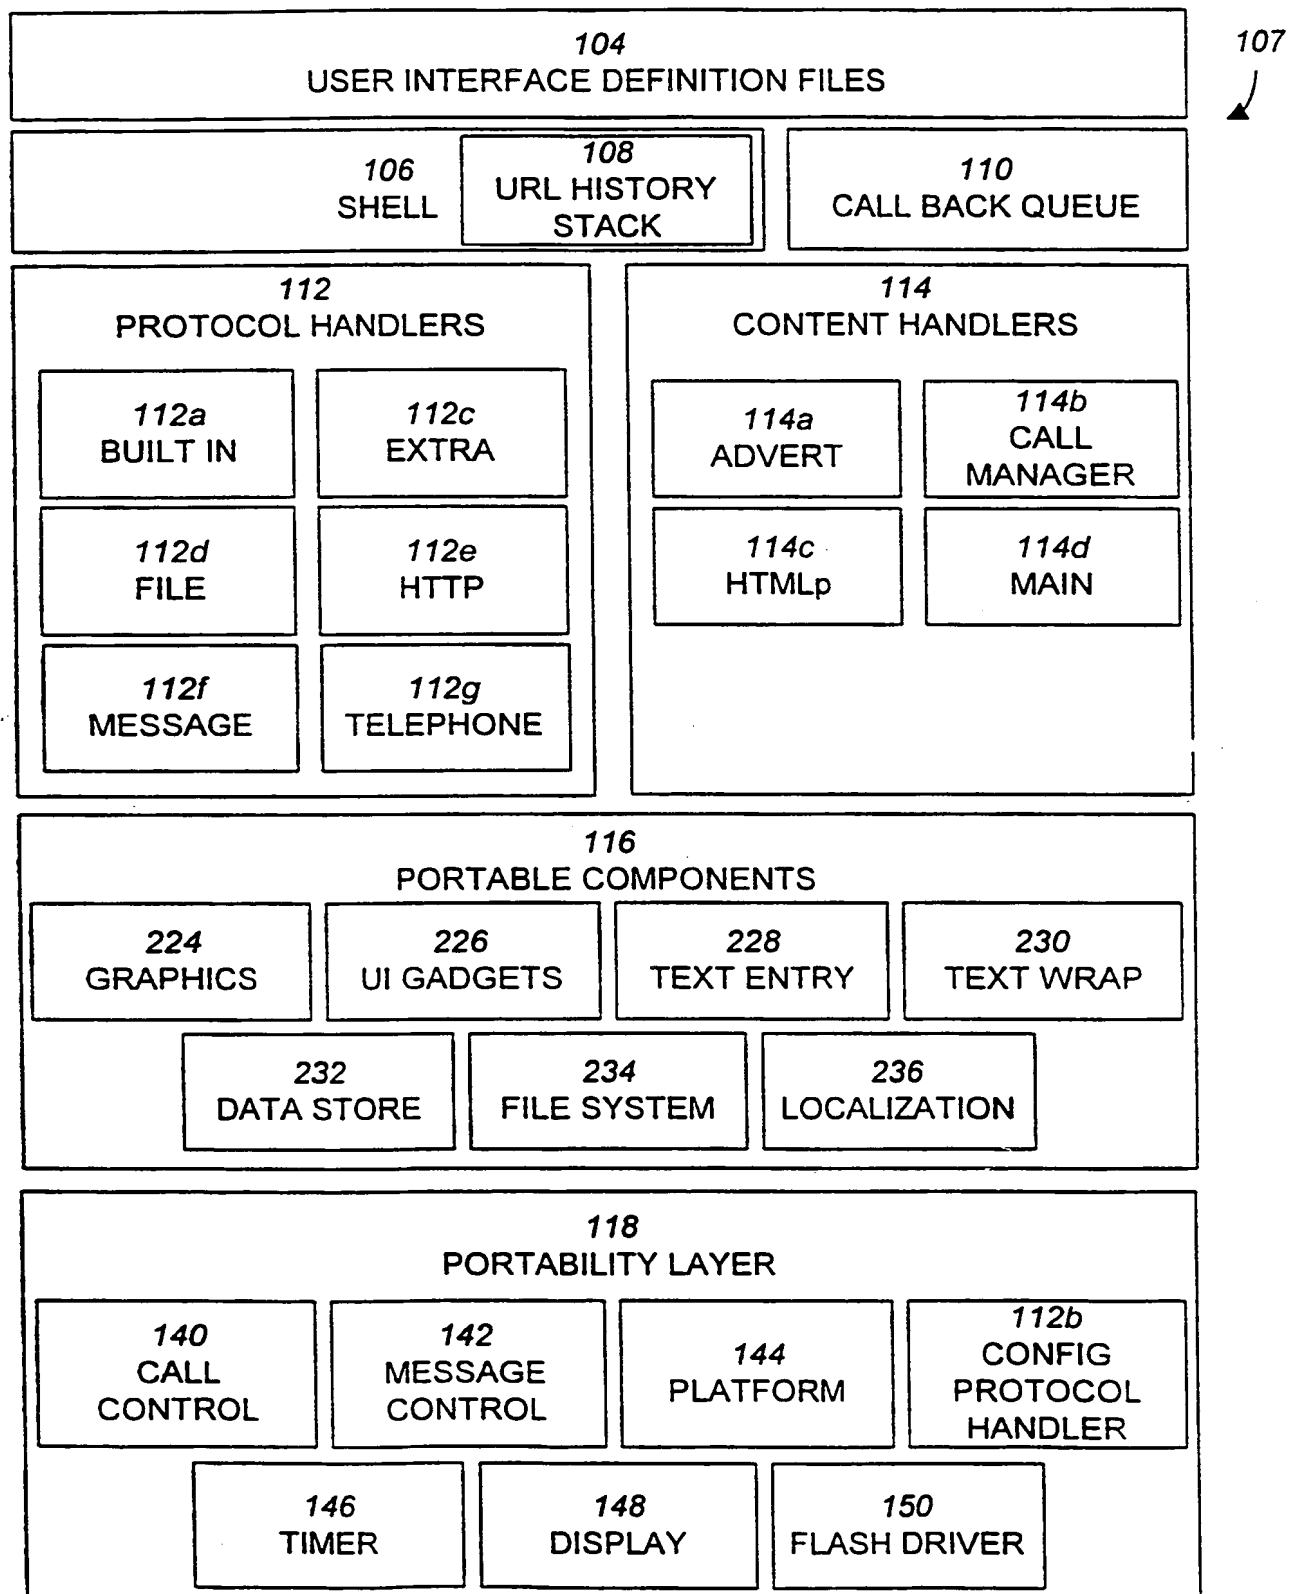 104
USER INTERFACE DEFINITION FILES
107
106
SHELL
108
URL HISTORY
STACK
110
CALL BACK QUEUE
112
PROTOCOL HANDLERS
112a
BUILT IN
112c
EXTRA
112d
FILE
112e
HTTP
112f
MESSAGE
112g
TELEPHONE
114
CONTENT HANDLERS
114a
ADVERT
114b
CALL
MANAGER
114c
HTMLp
114d
MAIN
116
PORTABLE COMPONENTS
224
GRAPHICS
226
UI GADGETS
228
TEXT ENTRY
230
TEXT WRAP
232
DATA STORE
234
FILE SYSTEM
236
LOCALIZATION
118
PORTABILITY LAYER
140
CALL
CONTROL
142
MESSAGE
CONTROL
144
PLATFORM
112b
CONFIG
PROTOCOL
HANDLER
146
TIMER
148
DISPLAY
150
FLASH DRIVER